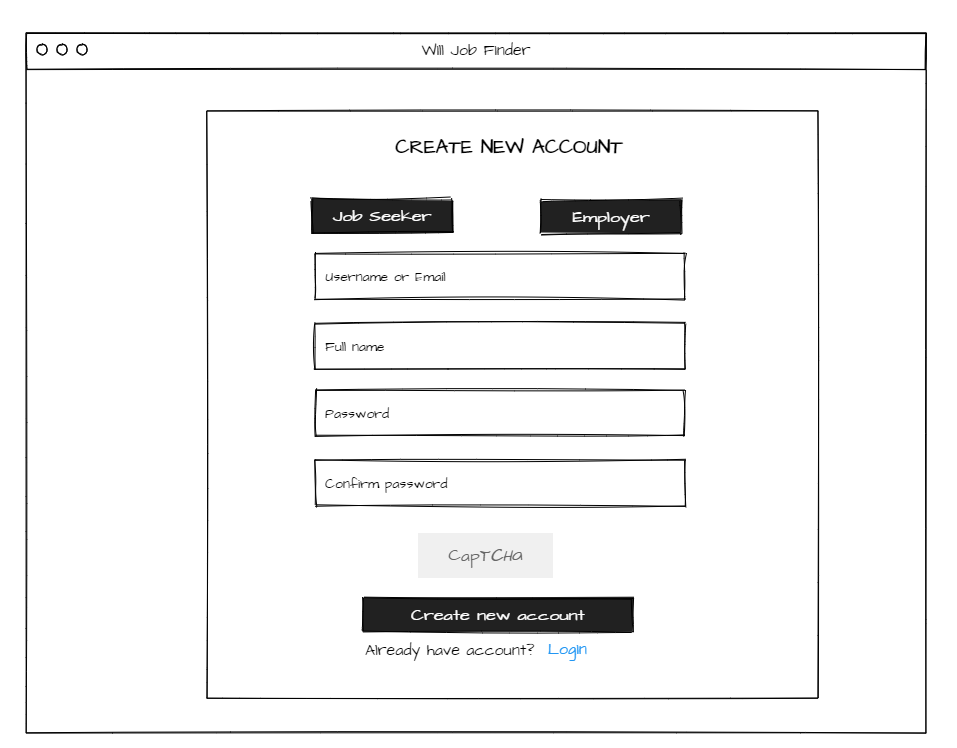 Will Job Finder
CREATE NEW ACCOUNT
Job Seeker
Employer
Username or Email
Full name
Password
Confirm password
CapTCHa
Create new account
Already have account? Login